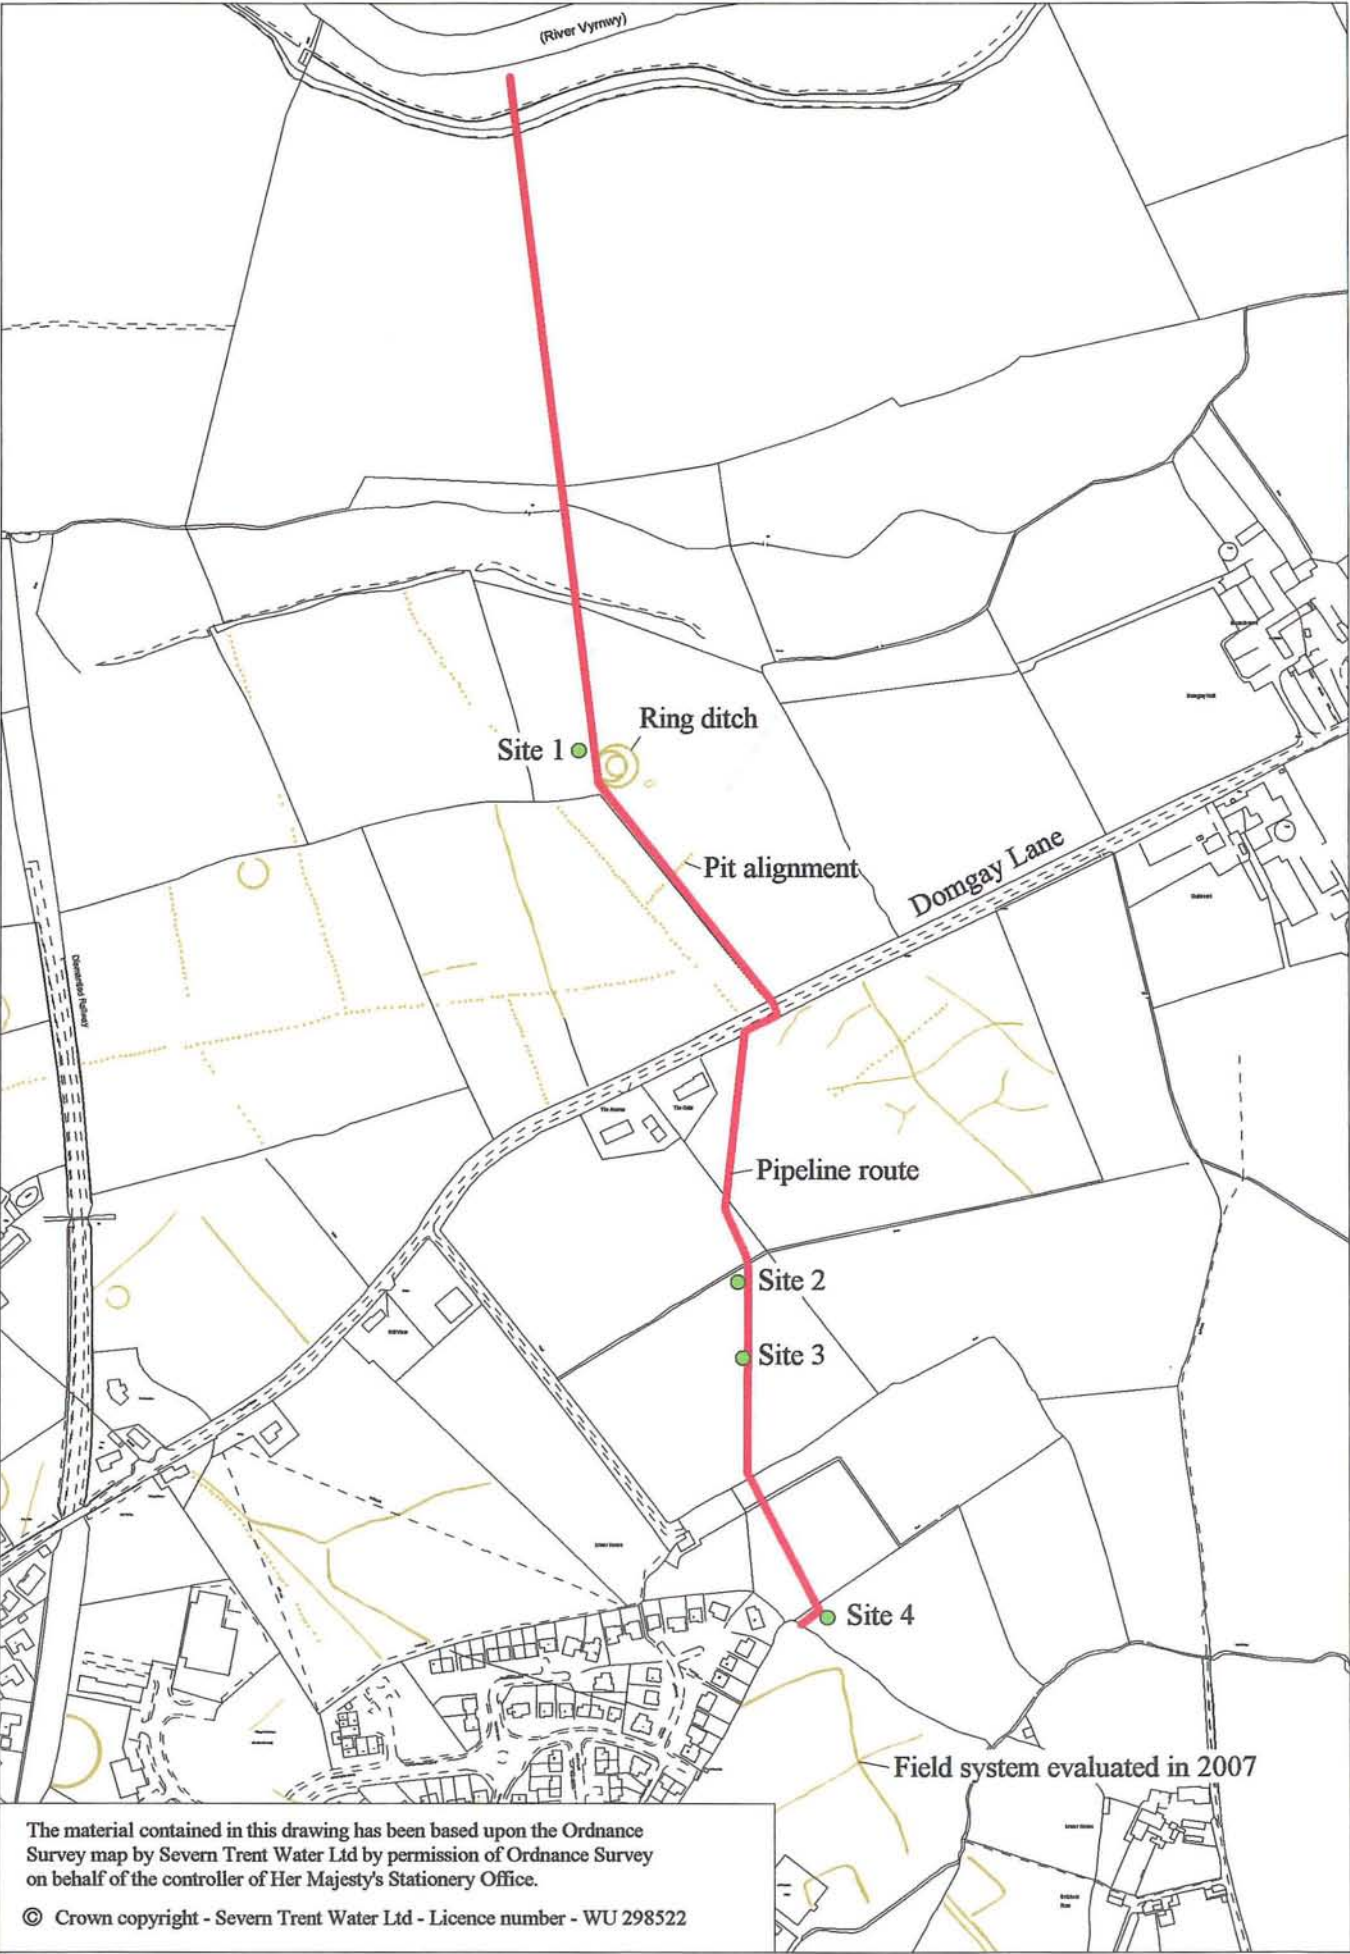 (River Vyrnwy)
Ring ditch
Site 1
Pit alignment
Domgay Lane
Dismantled Railway
Pipeline route
Site 2
Site 3
Site 4
Field system evaluated in 2007
The material contained in this drawing has been based upon the Ordnance
Survey map by Severn Trent Water Ltd by permission of Ordnance Survey
on behalf of the controller of Her Majesty's Stationery Office.
© Crown copyright - Severn Trent Water Ltd - Licence number - WU 298522